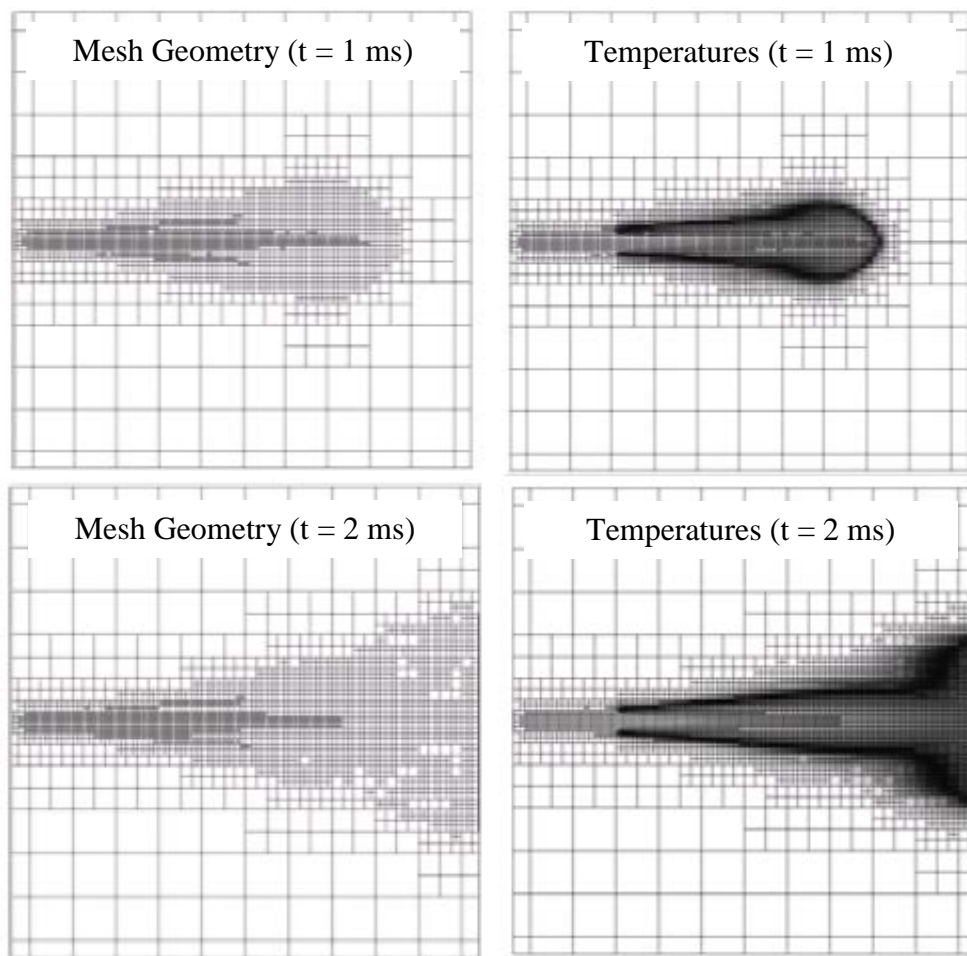 Mesh Geometry (t = 1 ms)
Temperatures (t = 1 ms)
Mesh Geometry (t = 2 ms)
Temperatures (t = 2 ms)